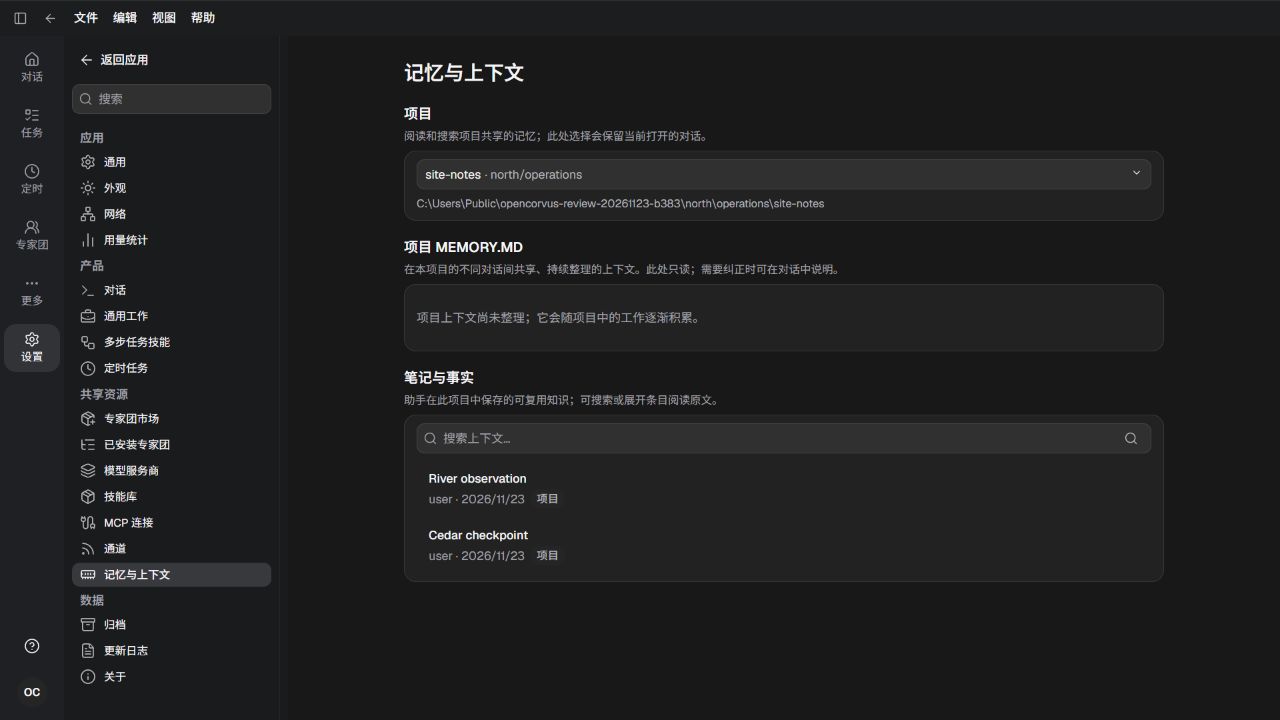 文件 编辑 视图 帮助
对话
任务
定时
专家团
更多
设置
OC
返回应用
搜索
应用
通用
外观
网络
用量统计
产品
对话
通用工作
多步任务技能
定时任务
共享资源
专家团市场
已安装专家团
模型服务商
技能库
MCP 连接
通道
记忆与上下文
数据
归档
更新日志
关于
记忆与上下文
项目
阅读和搜索项目共享的记忆；此处选择会保留当前打开的对话。
site-notes · north/operations
C:\Users\Public\opencorvus-review-20261123-b383\north\operations\site-notes
项目 MEMORY.MD
在本项目的不同对话间共享、持续整理的上下文。此处只读；需要纠正时可在对话中说明。
项目上下文尚未整理；它会随项目中的工作逐渐积累。
笔记与事实
助手在此项目中保存的可复用知识；可搜索或展开条目阅读原文。
搜索上下文...
River observation
user · 2026/11/23 项目
Cedar checkpoint
user · 2026/11/23 项目